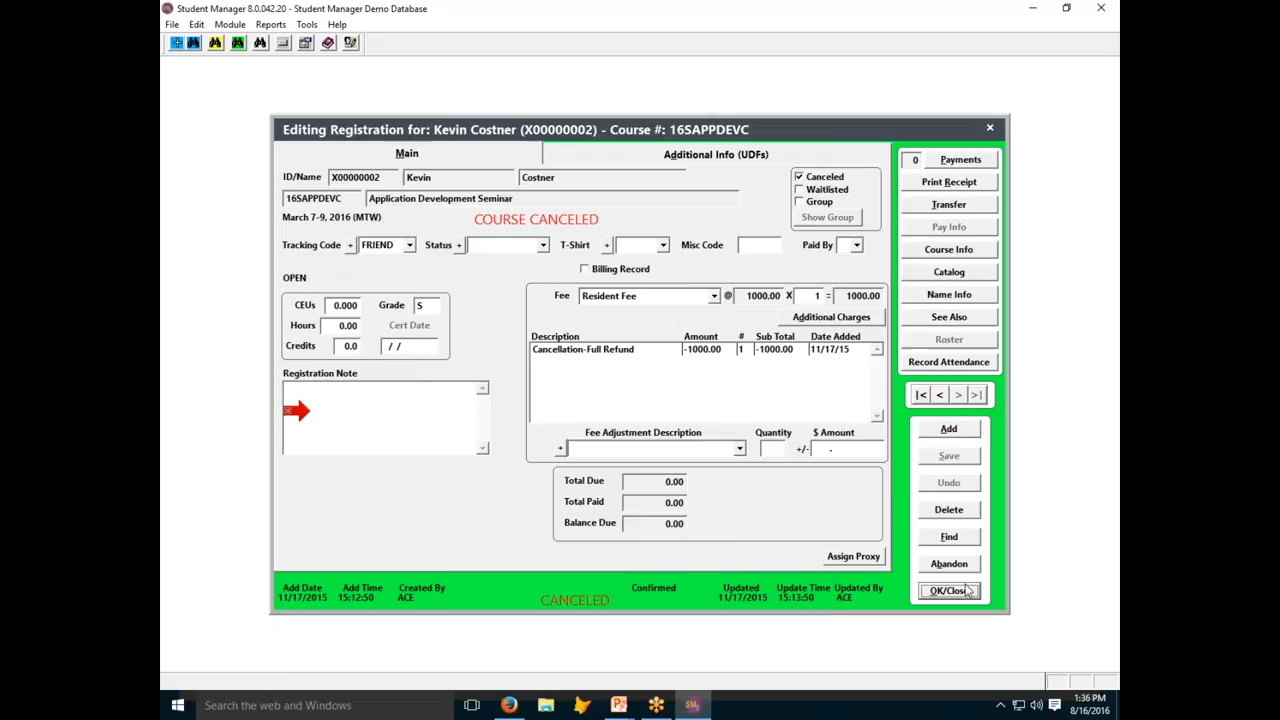 Student Manager 8.0.042.20 - Student Manager Demo Database
File Edit Module Reports Tools Help
Editing Registration for: Kevin Costner (X00000002) - Course #: 16SAPPDEVC
Main Additional Info (UDFs)
0 Payments
ID/Name X00000002 Kevin Costner
Canceled
Waitlisted
Group
Show Group
Print Receipt
16SAPPDEVC Application Development Seminar
Transfer
March 7-9, 2016 (MTW) COURSE CANCELED
Pay Info
Tracking Code + FRIEND Status + T-Shirt + Misc Code Paid By
Course Info
Billing Record
Catalog
OPEN
Fee Resident Fee @ 1000.00 X 1 = 1000.00
Name Info
CEUs 0.000 Grade S
Additional Charges
See Also
Hours 0.00 Cert Date
Description Amount # Sub Total Date Added
Roster
Credits 0.0 / /
Cancellation-Full Refund -1000.00 1 -1000.00 11/17/15
Record Attendance
Registration Note
|< < > >|
Fee Adjustment Description Quantity $ Amount
+ +/- .
Add
Save
Total Due 0.00
Undo
Total Paid 0.00
Delete
Balance Due 0.00
Find
Assign Proxy
Abandon
OK/Close
Add Date Add Time Created By Confirmed Updated Update Time Updated By
11/17/2015 15:12:50 ACE CANCELED 11/17/2015 15:13:50 ACE
Search the web and Windows
SM
1:36 PM
8/16/2016